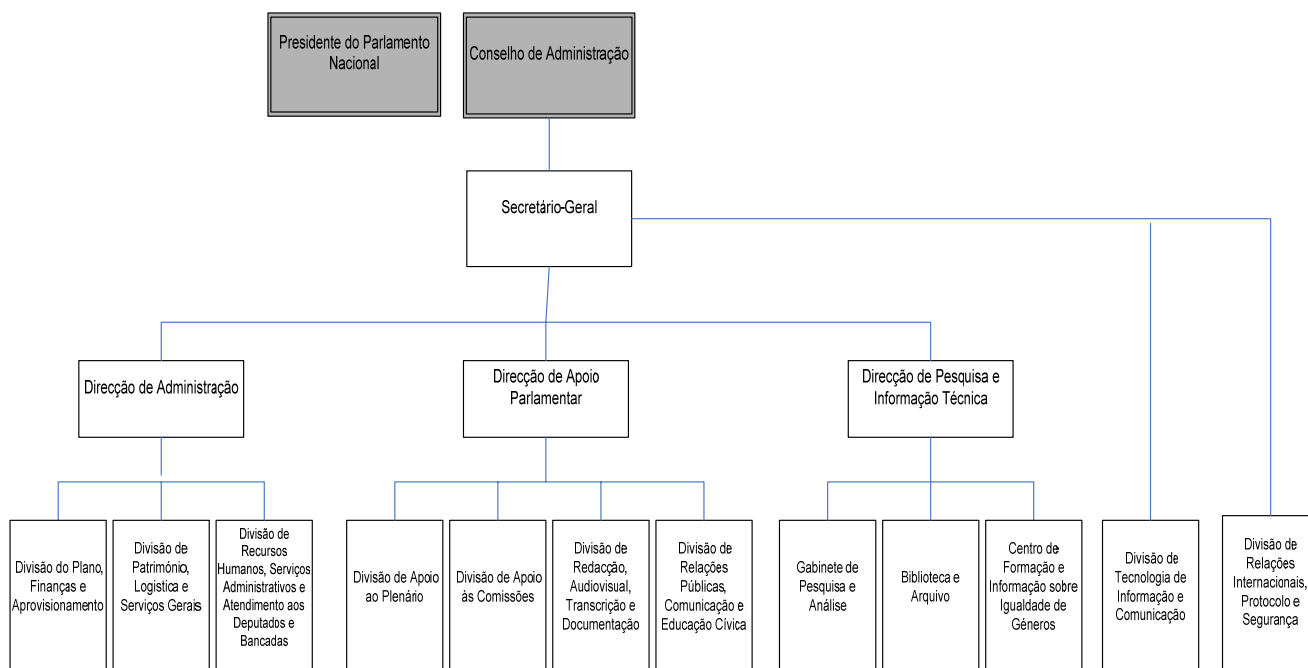 Presidente do Parlamento
Nacional
Conselho de Administração
Secretário-Geral
Direcção de Administração
Direcção de Apoio
Parlamentar
Direcção de Pesquisa e
Informação Técnica
Divisão do Plano,
Finanças e
Aprovisionamento
Divisão de
Património,
Logistica e
Serviços Gerais
Divisão de
Recursos
Humanos, Serviços
Administrativos e
Atendimento aos
Deputados e
Bancadas
Divisão de Apoio
ao Plenário
Divisão de Apoio
às Comissões
Divisão de
Redacção,
Audiovisual,
Transcrição e
Documentação
Divisão de
Relações
Públicas,
Comunicação e
Educação Cívica
Gabinete de
Pesquisa e
Análise
Biblioteca e
Arquivo
Centro de
Formação e
Informação sobre
Igualdade de
Géneros
Divisão de
Tecnologia de
Informação e
Comunicação
Divisão de
Relações
Internacionais,
Protocolo e
Segurança